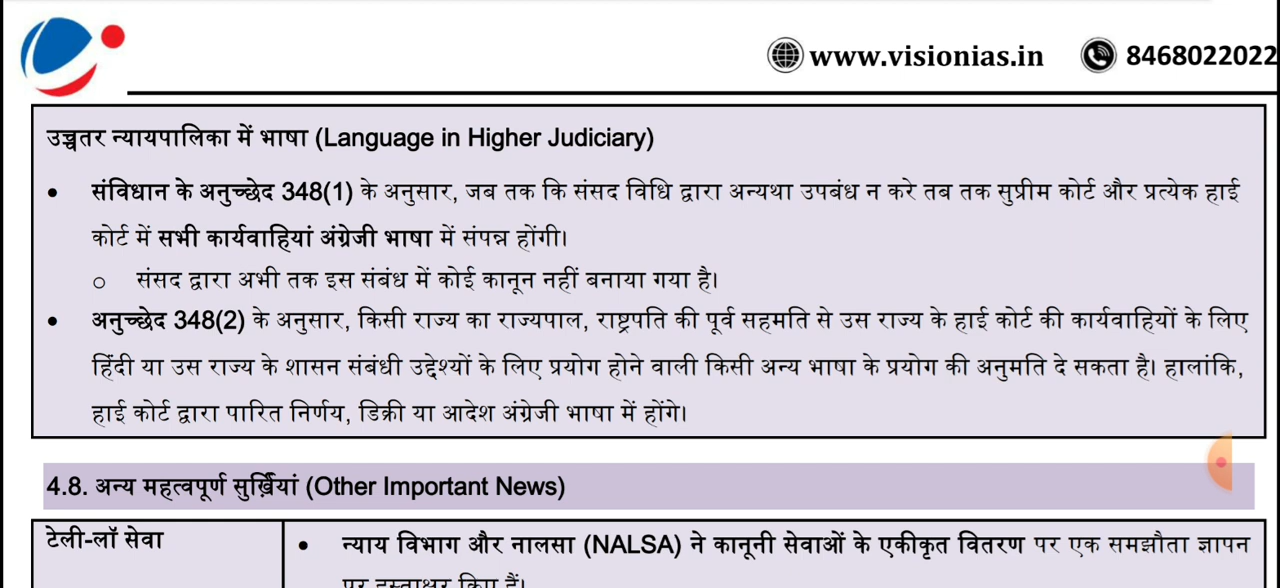 www.visionias.in 8468022022
उच्चतर न्यायपालिका में भाषा (Language in Higher Judiciary)
• संविधान के अनुच्छेद 348(1) के अनुसार, जब तक कि संसद विधि द्वारा अन्यथा उपबंध न करे तब तक सुप्रीम कोर्ट और प्रत्येक हाई
कोर्ट में सभी कार्यवाहियां अंग्रेजी भाषा में संपन्न होंगी।
o संसद द्वारा अभी तक इस संबंध में कोई कानून नहीं बनाया गया है।
• अनुच्छेद 348(2) के अनुसार, किसी राज्य का राज्यपाल, राष्ट्रपति की पूर्व सहमति से उस राज्य के हाई कोर्ट की कार्यवाहियों के लिए
हिंदी या उस राज्य के शासन संबंधी उद्देश्यों के लिए प्रयोग होने वाली किसी अन्य भाषा के प्रयोग की अनुमति दे सकता है। हालांकि,
हाई कोर्ट द्वारा पारित निर्णय, डिक्री या आदेश अंग्रेजी भाषा में होंगे।
4.8. अन्य महत्वपूर्ण सुर्ख़ियां (Other Important News)
टेली-लॉ सेवा
• न्याय विभाग और नालसा (NALSA) ने कानूनी सेवाओं के एकीकृत वितरण पर एक समझौता ज्ञापन
पर हस्ताक्षर किए हैं।